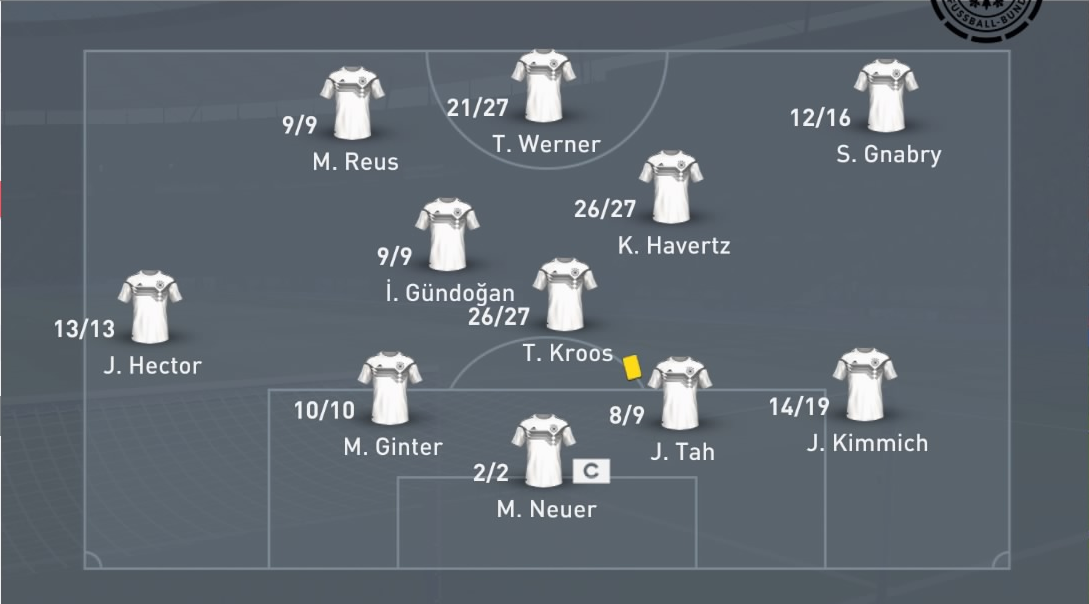 FUSSBALL-BUND
21/27
T. Werner
9/9
M. Reus
12/16
S. Gnabry
26/27
K. Havertz
9/9
İ. Gündoğan
26/27
T. Kroos
13/13
J. Hector
10/10
M. Ginter
8/9
J. Tah
14/19
J. Kimmich
2/2
C
M. Neuer